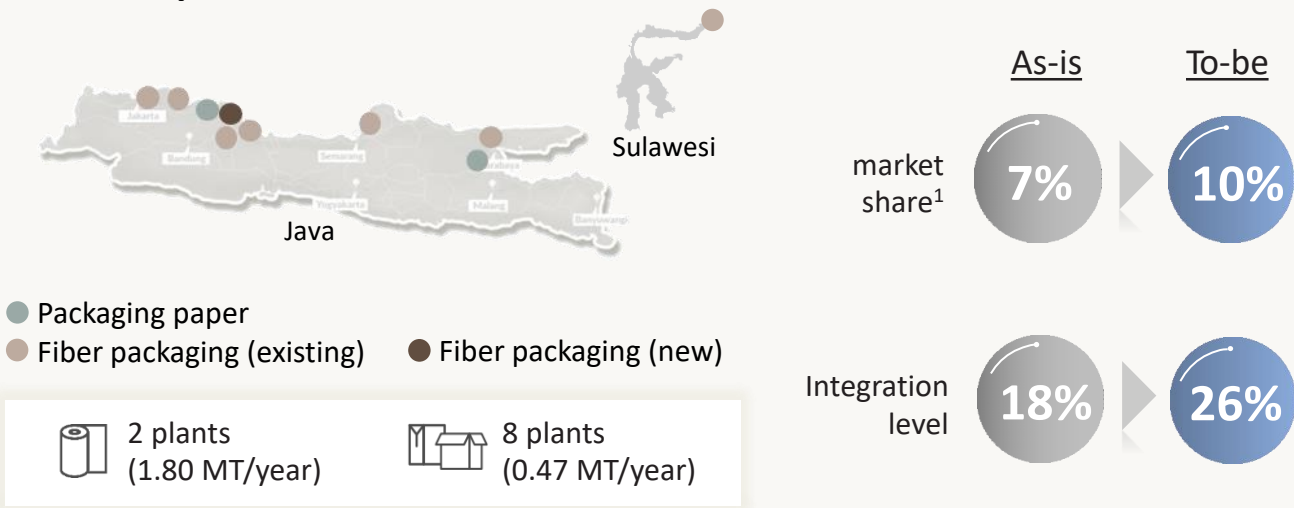 Sulawesi
Jakarta
Bandung
Semarang
Yogyakarta
Malang
Java
Packaging paper
Fiber packaging (existing)
Fiber packaging (new)
2 plants
(1.80 MT/year)
8 plants
(0.47 MT/year)
As-is
To-be
market
share1
7%
10%
Integration
level
18%
26%